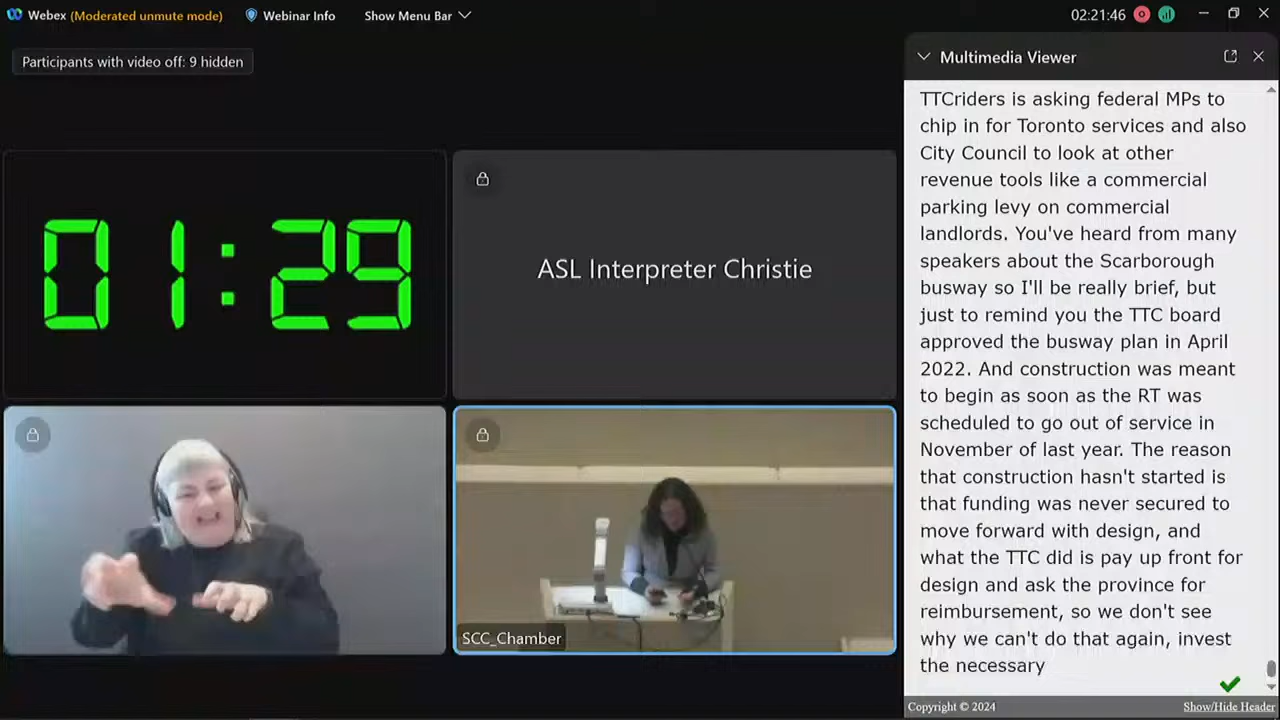 Webex (Moderated unmute mode) Webinar Info Show Menu Bar 02:21:46
Participants with video off: 9 hidden
01:29
ASL Interpreter Christie
SCC_Chamber
Multimedia Viewer
TTCriders is asking federal MPs to
chip in for Toronto services and also
City Council to look at other
revenue tools like a commercial
parking levy on commercial
landlords. You've heard from many
speakers about the Scarborough
busway so I'll be really brief, but
just to remind you the TTC board
approved the busway plan in April
2022. And construction was meant
to begin as soon as the RT was
scheduled to go out of service in
November of last year. The reason
that construction hasn't started is
that funding was never secured to
move forward with design, and
what the TTC did is pay up front for
design and ask the province for
reimbursement, so we don't see
why we can't do that again, invest
the necessary
Copyright © 2024 Show/Hide Header